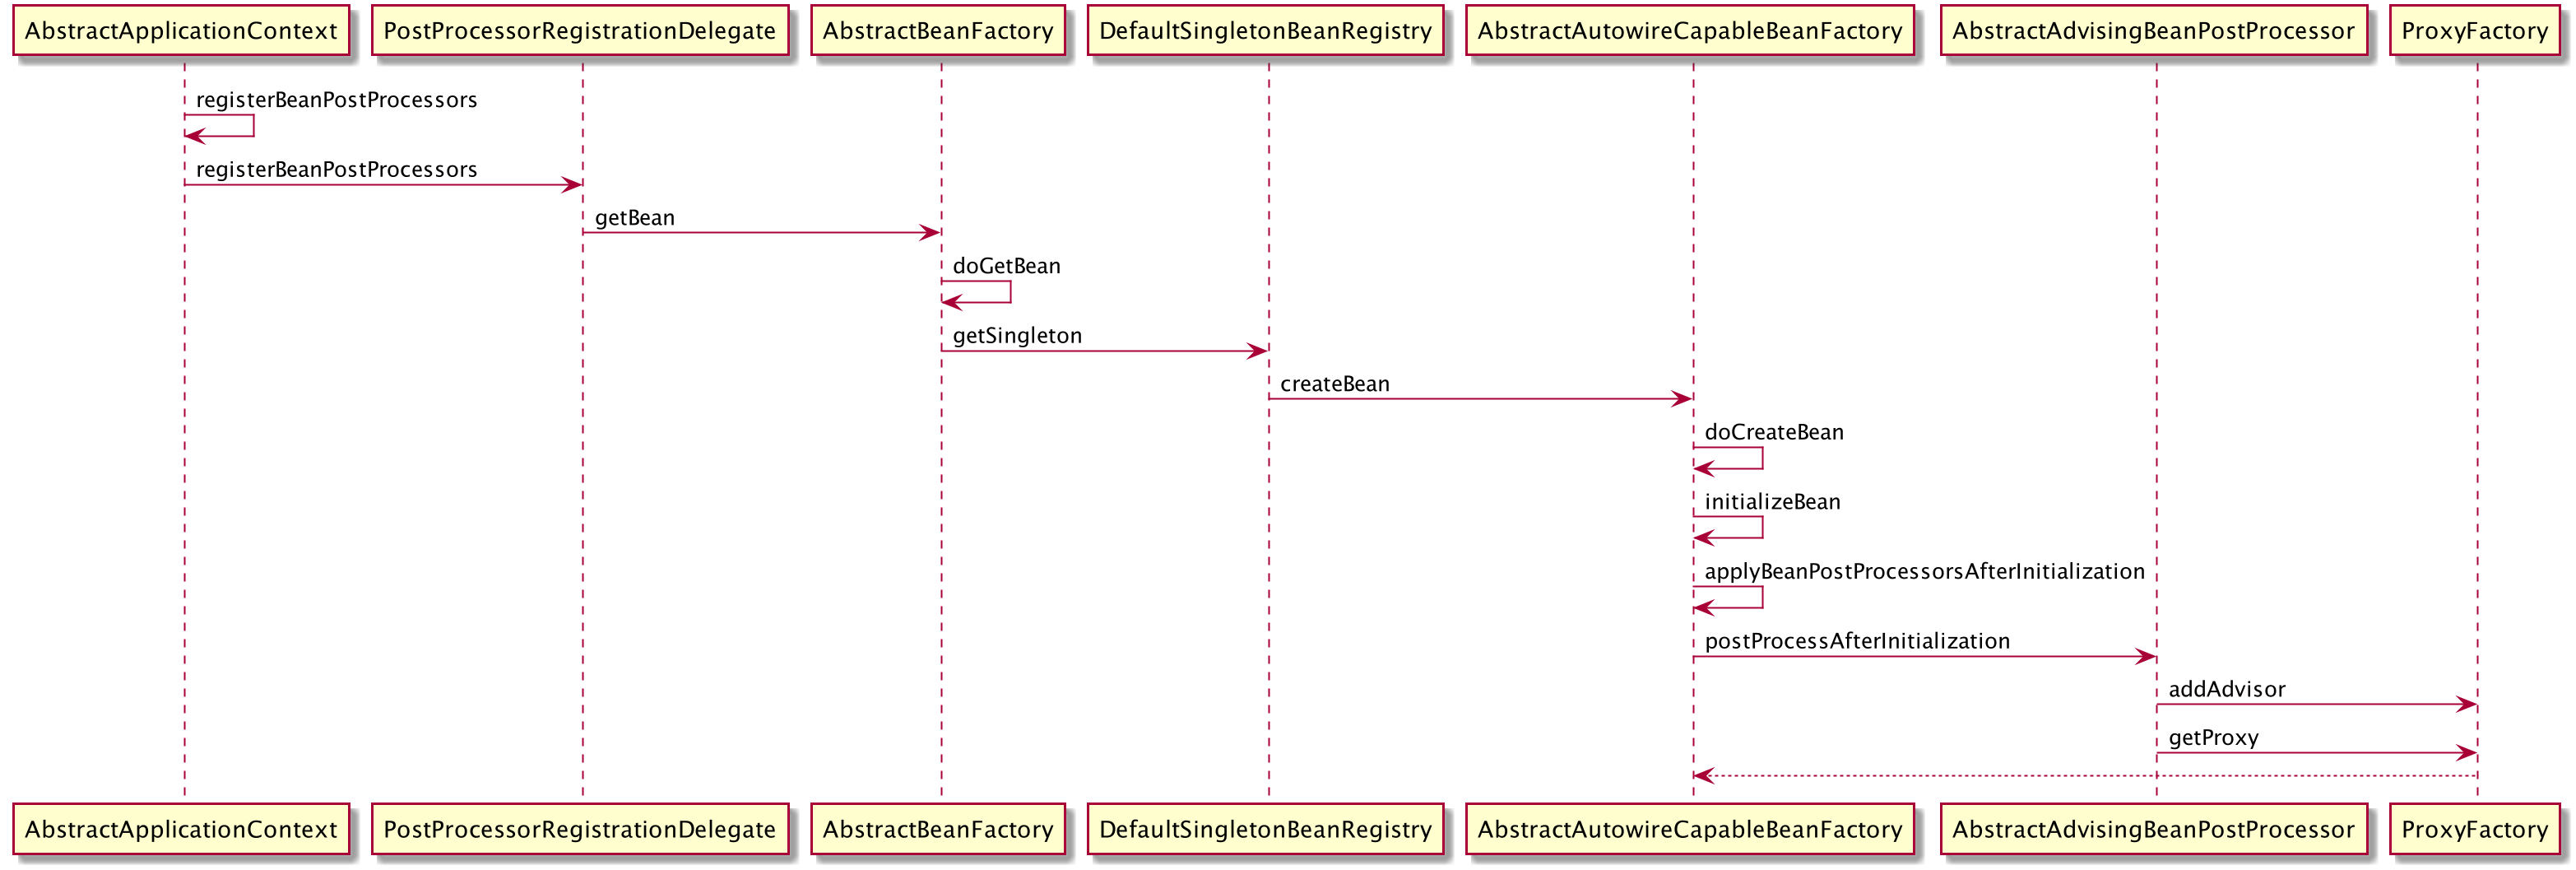 AbstractApplicationContext
PostProcessorRegistrationDelegate
AbstractBeanFactory
DefaultSingletonBeanRegistry
AbstractAutowireCapableBeanFactory
AbstractAdvisingBeanPostProcessor
ProxyFactory
registerBeanPostProcessors
registerBeanPostProcessors
getBean
doGetBean
getSingleton
createBean
doCreateBean
initializeBean
applyBeanPostProcessorsAfterInitialization
postProcessAfterInitialization
addAdvisor
getProxy
AbstractApplicationContext
PostProcessorRegistrationDelegate
AbstractBeanFactory
DefaultSingletonBeanRegistry
AbstractAutowireCapableBeanFactory
AbstractAdvisingBeanPostProcessor
ProxyFactory